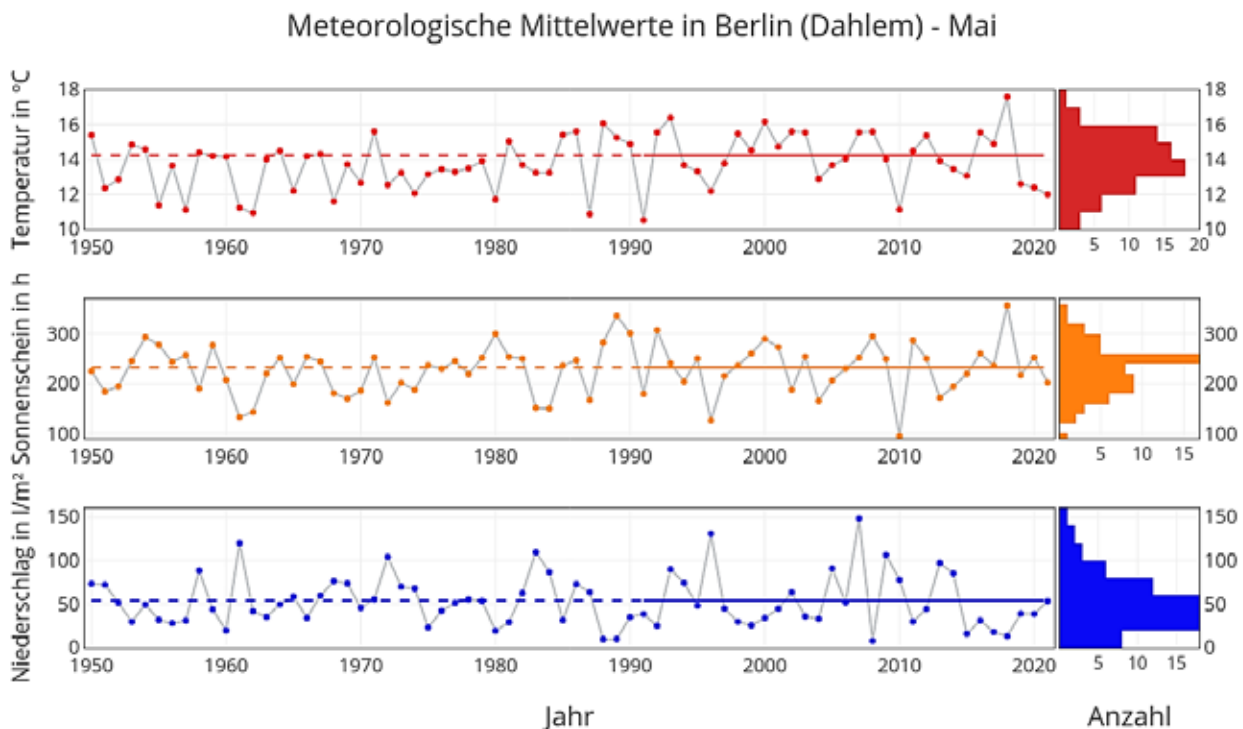 Meteorologische Mittelwerte in Berlin (Dahlem) - Mai
Temperatur in °C
18
16
14
12
10
1950 1960 1970 1980 1990 2000 2010 2020
18
16
14
12
10
5 10 15 20
Sonnenschein in h
300
200
100
1950 1960 1970 1980 1990 2000 2010 2020
300
200
100
5 10 15
Niederschlag in l/m²
150
100
50
0
1950 1960 1970 1980 1990 2000 2010 2020
150
100
50
0
5 10 15
Jahr
Anzahl